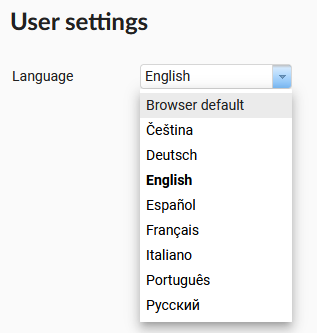 User settings
Language English
Browser default
Čeština
Deutsch
English
Español
Français
Italiano
Português
Русский